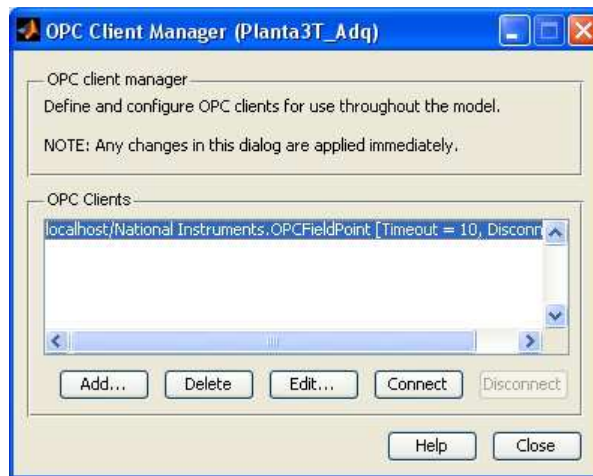 OPC Client Manager (Planta3T_Adq)
OPC client manager
Define and configure OPC clients for use throughout the model.
NOTE: Any changes in this dialog are applied immediately.
OPC Clients
localhost/National Instruments.OPCFieldPoint [Timeout = 10, Disconn
Add... Delete Edit... Connect Disconnect
Help Close